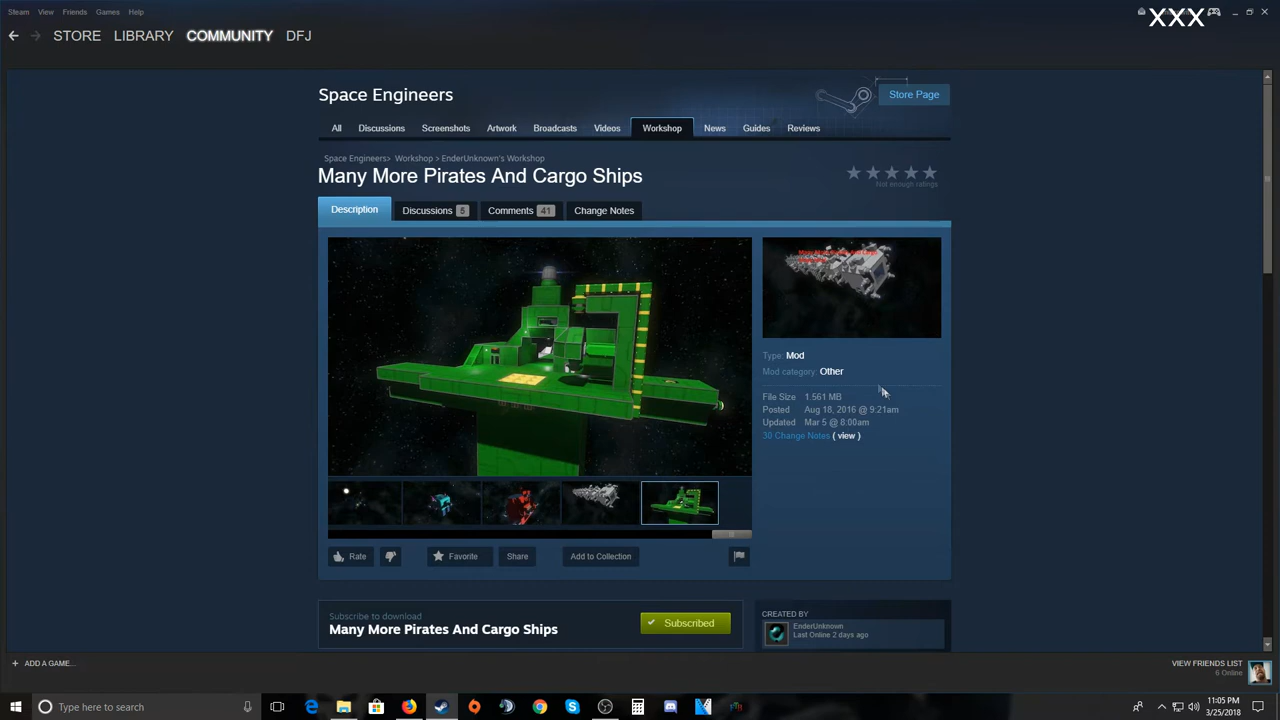 Steam View Friends Games Help
XXX
STORE LIBRARY COMMUNITY DFJ
Space Engineers
Store Page
All Discussions Screenshots Artwork Broadcasts Videos Workshop News Guides Reviews
Space Engineers> Workshop > EnderUnknown's Workshop
Many More Pirates And Cargo Ships
Not enough ratings
Description Discussions 5 Comments 41 Change Notes
Type: Mod
Mod category: Other
File Size 1.561 MB
Posted Aug 18, 2016 @ 9:21am
Updated Mar 5 @ 8:00am
30 Change Notes ( view )
Rate Favorite Share Add to Collection
Subscribe to download
Many More Pirates And Cargo Ships
Subscribed
CREATED BY
EnderUnknown
Last Online 2 days ago
+ ADD A GAME...
VIEW FRIENDS LIST
6 Online
Type here to search
11:05 PM
3/25/2018